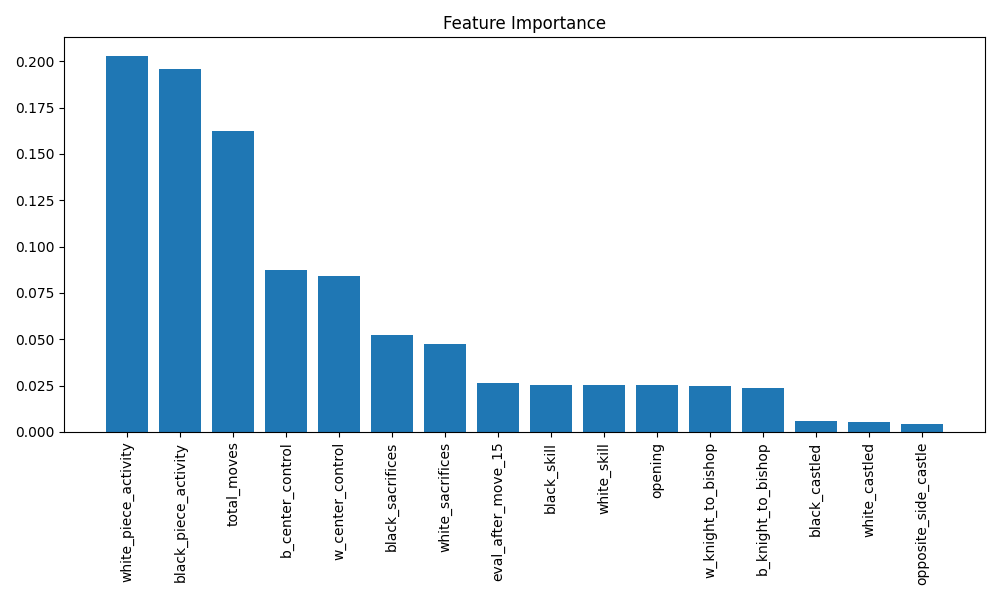 Feature Importance
0.200
0.175
0.150
0.125
0.100
0.075
0.050
0.025
0.000
white_piece_activity
black_piece_activity
total_moves
b_center_control
w_center_control
black_sacrifices
white_sacrifices
eval_after_move_15
black_skill
white_skill
opening
w_knight_to_bishop
b_knight_to_bishop
black_castled
white_castled
opposite_side_castle